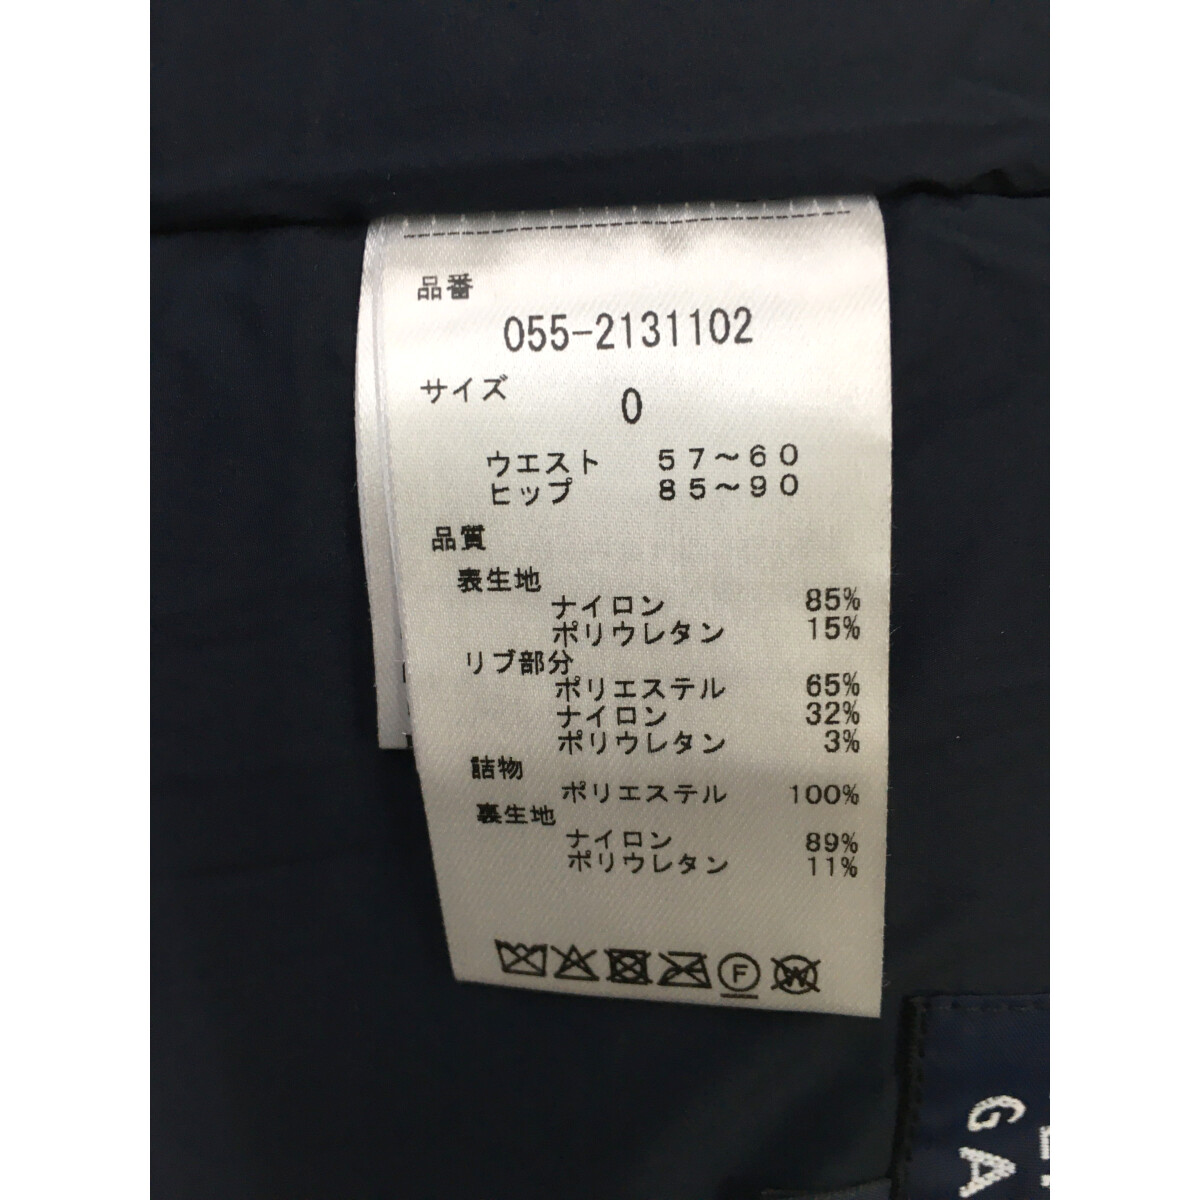 品番
055-2131102
サイズ 0
ウエスト 57～60
ヒップ 85～90
品質
表生地
ナイロン 85%
ポリウレタン 15%
リブ部分
ポリエステル 65%
ナイロン 32%
ポリウレタン 3%
詰物
ポリエステル 100%
裏生地
ナイロン 89%
ポリウレタン 11%
F W
GA